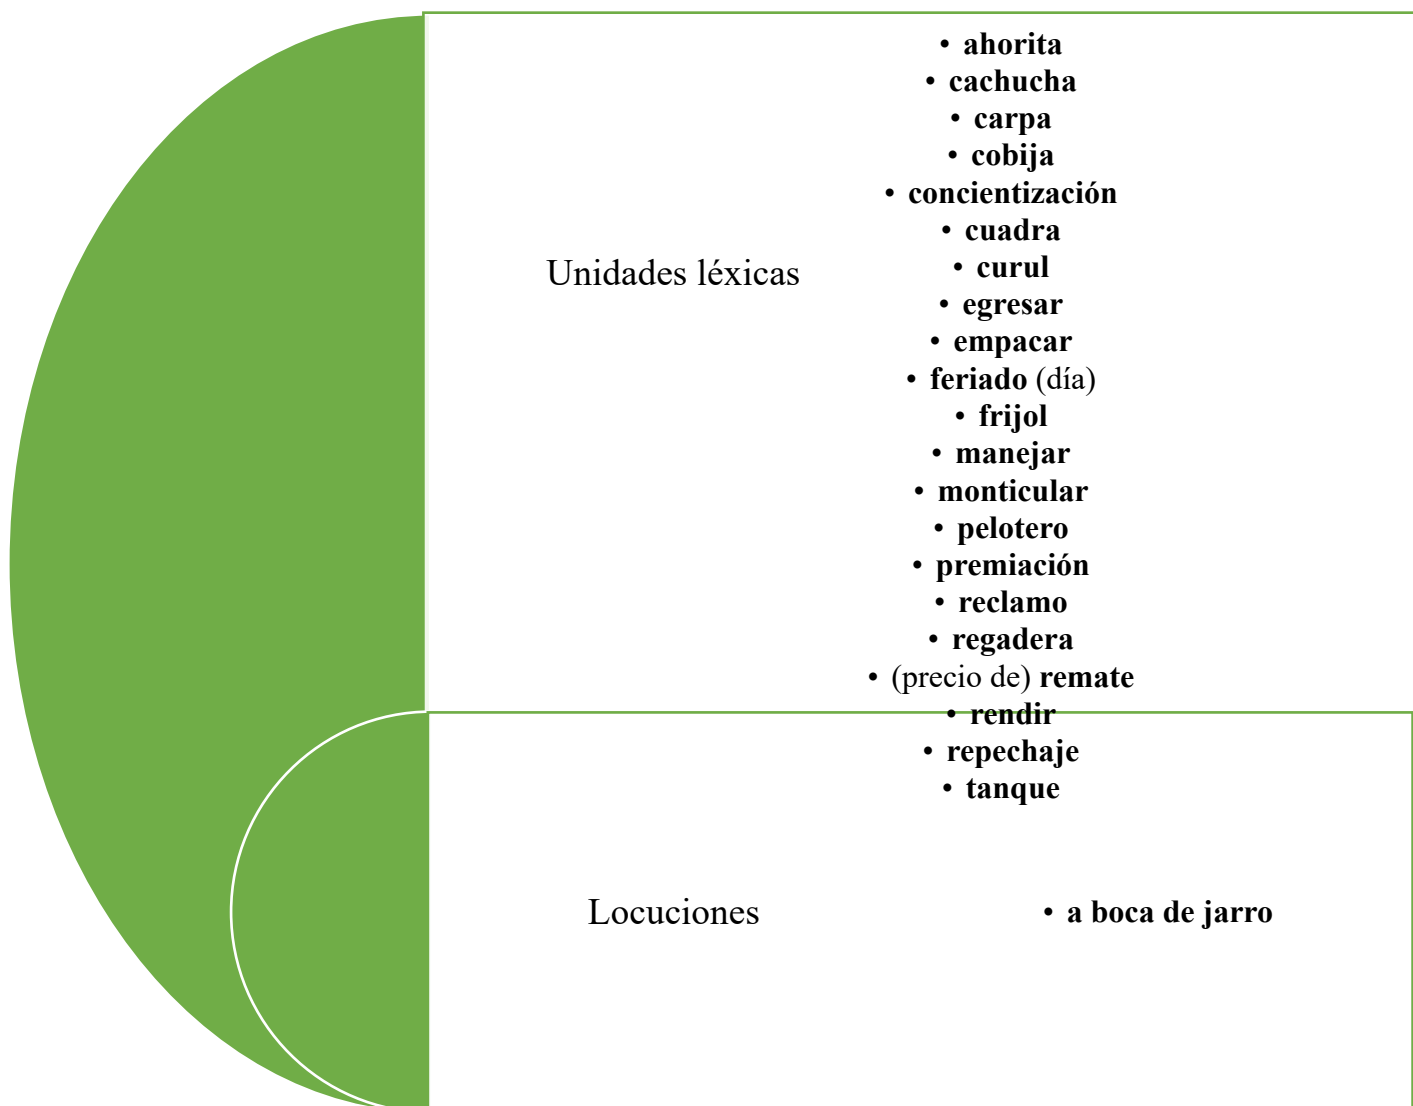 Unidades léxicas
• ahorita
• cachucha
• carpa
• cobija
• concientización
• cuadra
• curul
• egresar
• empacar
• feriado (día)
• frijol
• manejar
• monticular
• pelotero
• premiación
• reclamo
• regadera
• (precio de) remate
• rendir
• repechaje
• tanque
Locuciones
• a boca de jarro